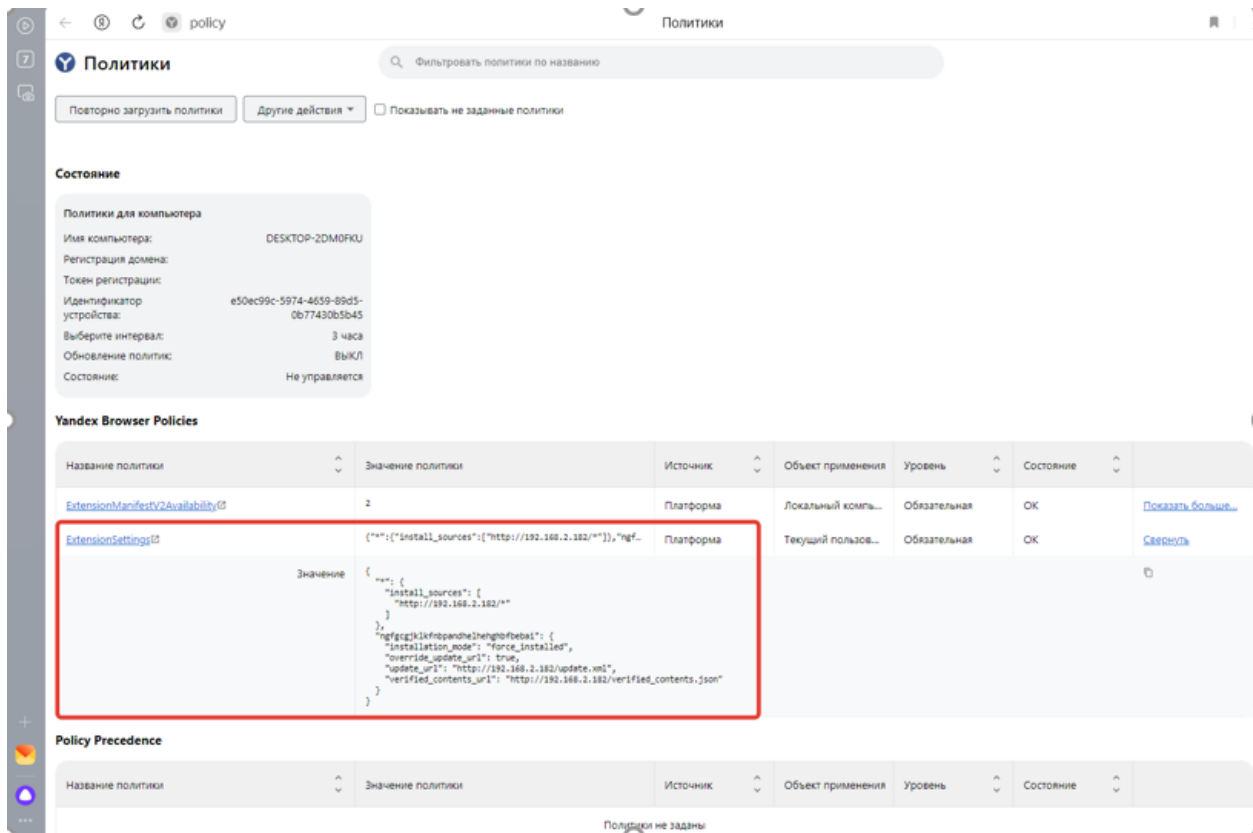 policy
Политики
7
Политики
Фильтровать политики по названию
Повторно загрузить политики
Другие действия
Показывать не заданные политики
Состояние
Политики для компьютера
Имя компьютера: DESKTOP-2DM0FKU
Регистрация домена:
Токен регистрации:
Идентификатор устройства: e50ec99c-5974-4659-89d5-
0b77430b5b45
Выберите интервал: 3 часа
Обновление политик: ВЫКЛ
Состояние: Не управляется
Yandex Browser Policies
Название политики Значение политики Источник Объект применения Уровень Состояние
ExtensionManifestV2Availability 2 Платформа Локальный компь... Обязательная OK Показать больше...
ExtensionSettings {"*":{"install_sources":["http://192.168.2.182/*"]},"ngf… Платформа Текущий пользов... Обязательная OK Свернуть
Значение {
"*": {
"install_sources": [
"http://192.168.2.182/*"
]
},
"ngfgcgjklkfnbpandhelhehghbfbebai": {
"installation_mode": "force_installed",
"override_update_url": true,
"update_url": "http://192.168.2.182/update.xml",
"verified_contents_url": "http://192.168.2.182/verified_contents.json"
}
}
Policy Precedence
Название политики Значение политики Источник Объект применения Уровень Состояние
Политики не заданы